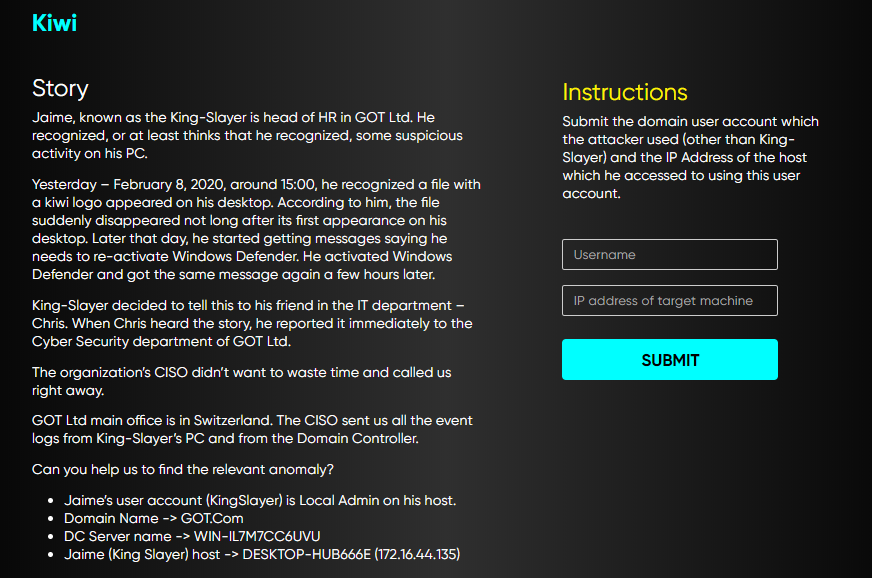 Kiwi
Story
Jaime, known as the King-Slayer is head of HR in GOT Ltd. He
recognized, or at least thinks that he recognized, some suspicious
activity on his PC.
Yesterday – February 8, 2020, around 15:00, he recognized a file with
a kiwi logo appeared on his desktop. According to him, the file
suddenly disappeared not long after its first appearance on his
desktop. Later that day, he started getting messages saying he
needs to re-activate Windows Defender. He activated Windows
Defender and got the same message again a few hours later.
King-Slayer decided to tell this to his friend in the IT department –
Chris. When Chris heard the story, he reported it immediately to the
Cyber Security department of GOT Ltd.
The organization’s CISO didn’t want to waste time and called us
right away.
GOT Ltd main office is in Switzerland. The CISO sent us all the event
logs from King-Slayer’s PC and from the Domain Controller.
Can you help us to find the relevant anomaly?
• Jaime’s user account (KingSlayer) is Local Admin on his host.
• Domain Name -> GOT.Com
• DC Server name -> WIN-IL7M7CC6UVU
• Jaime (King Slayer) host -> DESKTOP-HUB666E (172.16.44.135)
Instructions
Submit the domain user account which
the attacker used (other than King-
Slayer) and the IP Address of the host
which he accessed to using this user
account.
Username
IP address of target machine
SUBMIT